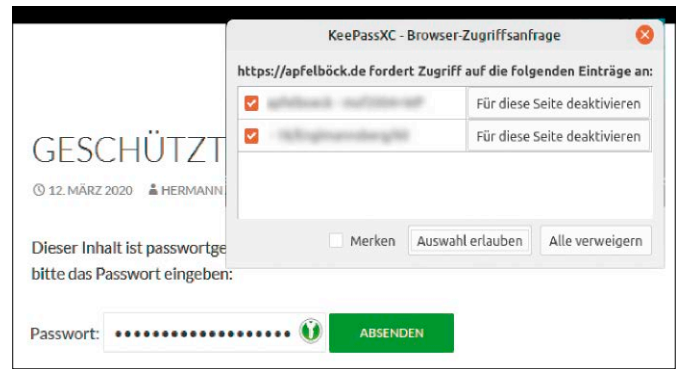 KeePassXC - Browser-Zugriffsanfrage
https://apfelböck.de fordert Zugriff auf die folgenden Einträge an:
Für diese Seite deaktivieren
Für diese Seite deaktivieren
Merken
Auswahl erlauben
Alle verweigern
GESCHÜTZT
12. MÄRZ 2020
HERMANN
Dieser Inhalt ist passwortge
bitte das Passwort eingeben:
Passwort:
ABSENDEN